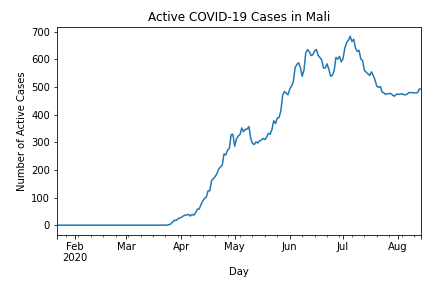 Active COVID-19 Cases in Mali
Number of Active Cases
700
600
500
400
300
200
100
0
Feb Mar Apr May Jun Jul Aug
2020
Day